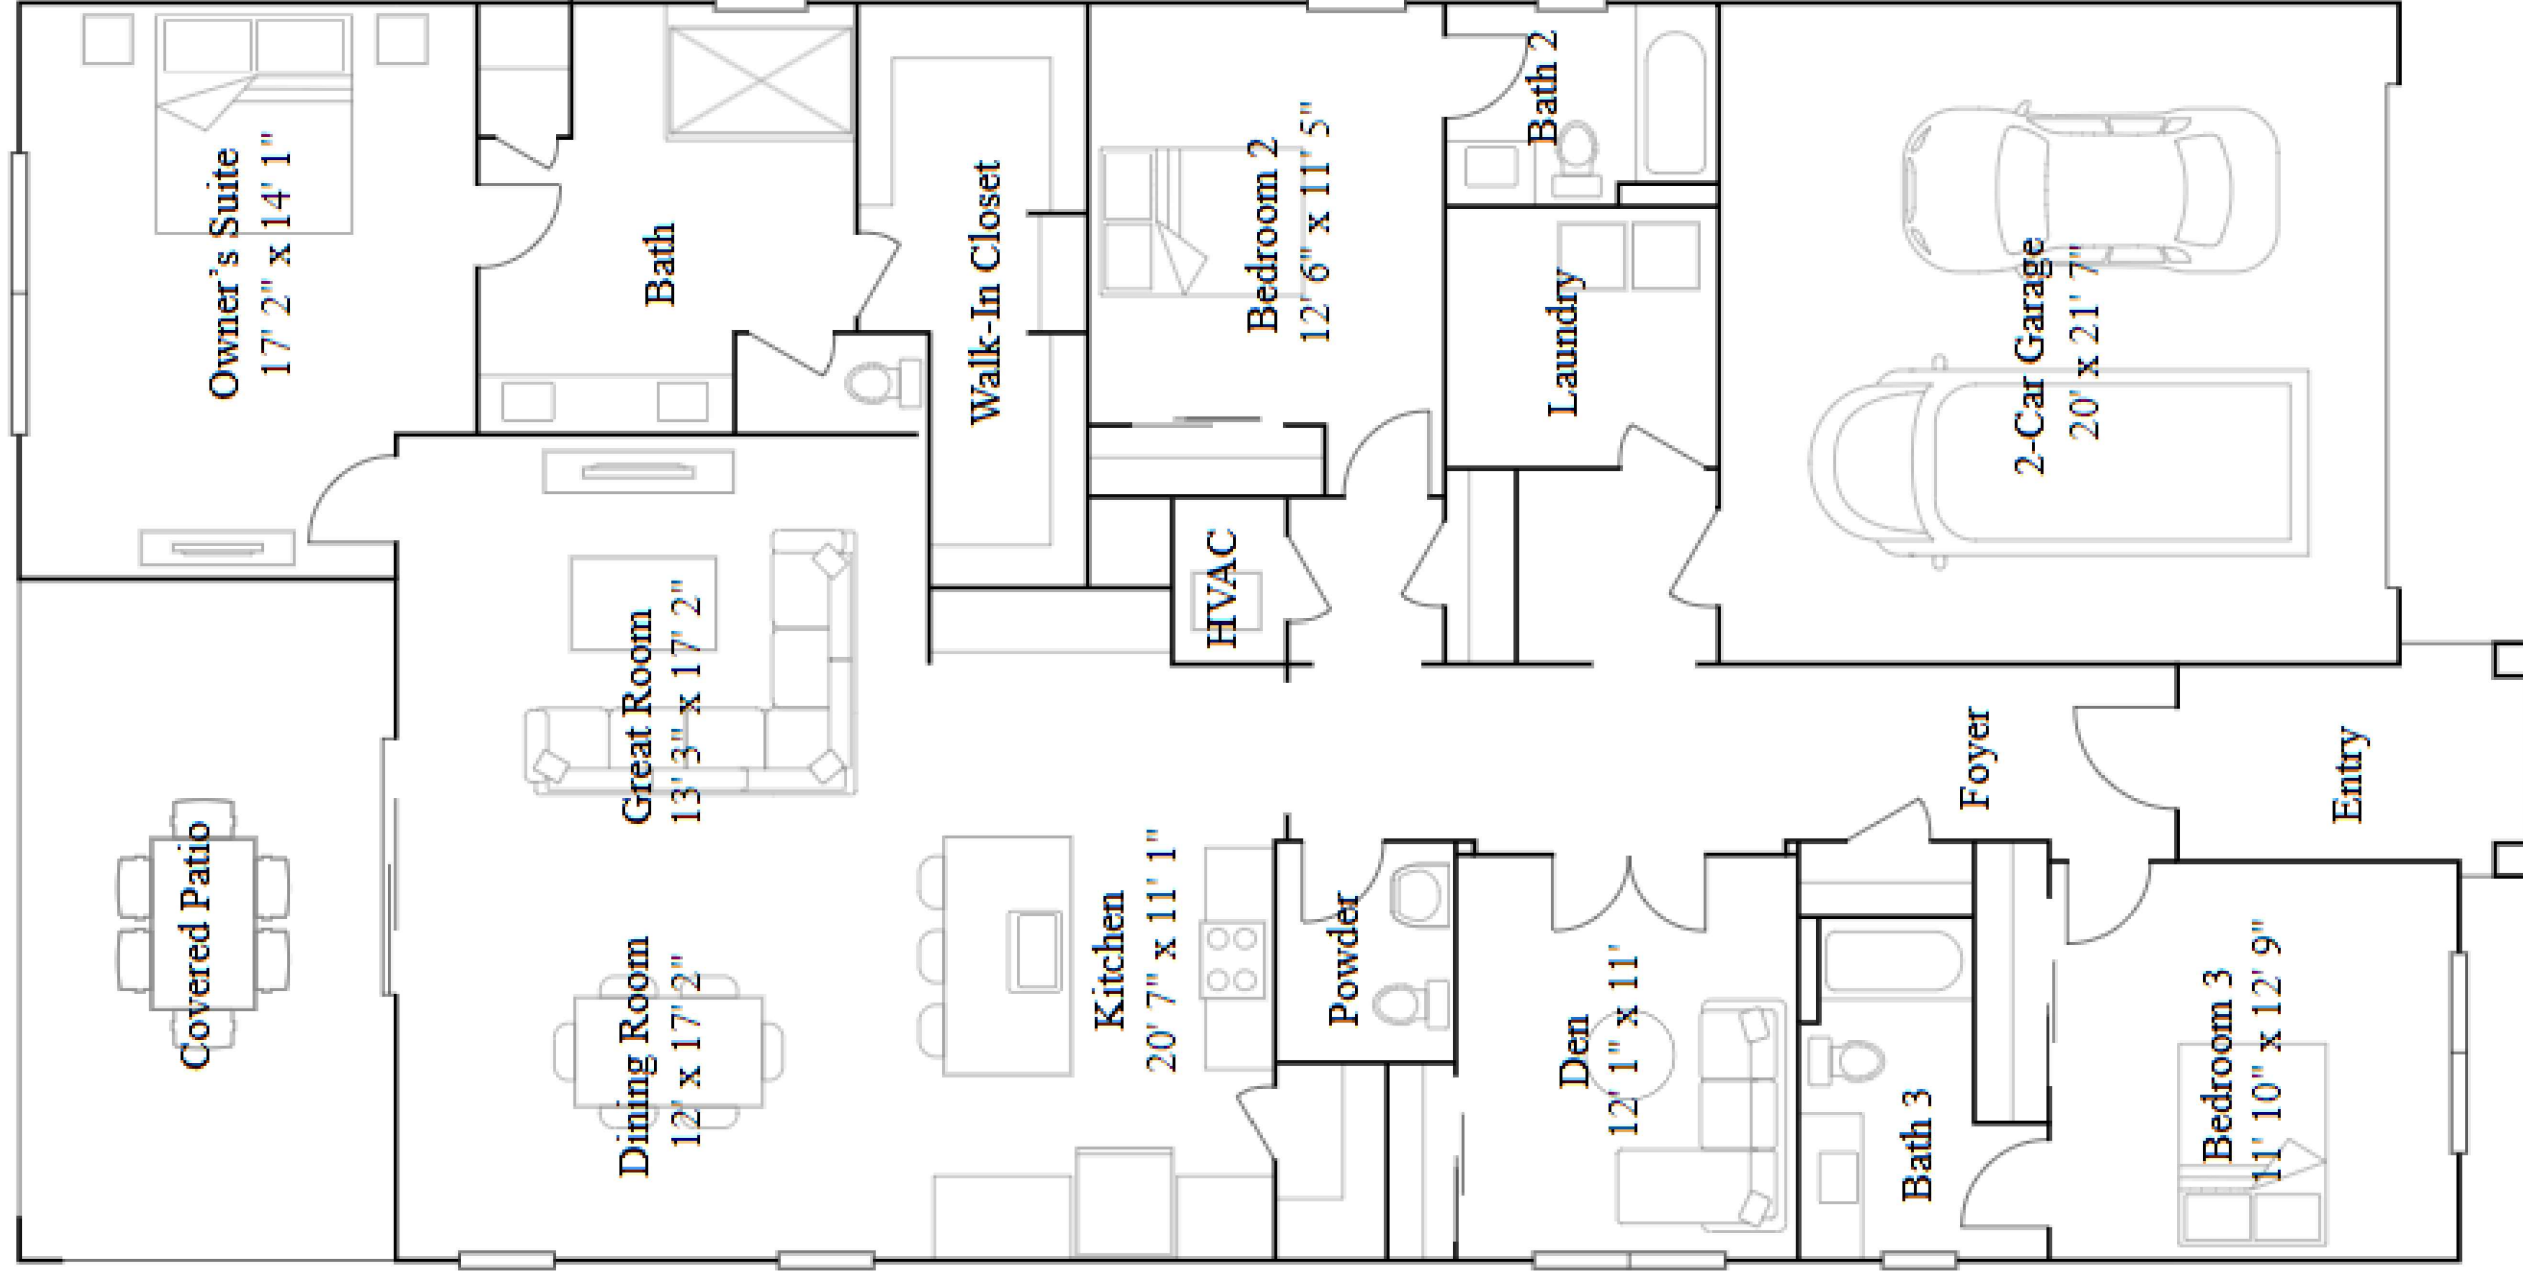 Owner's Suite
17' 2" x 14' 1"
Bath
Walk-In Closet
Bedroom 2
12' 6" x 11' 5"
Bath 2
Laundry
2-Car Garage
20' x 21' 7"
HVAC
Great Room
13' 3" x 17' 2"
Covered Patio
Dining Room
12' x 17' 2"
Kitchen
20' 7" x 11' 1"
Powder
Den
12' 1" x 11'
Foyer
Entry
Bath 3
Bedroom 3
11' 10" x 12' 9"